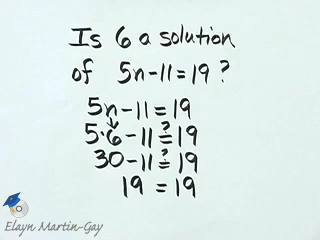 Is 6 a solution
of 5n-11=19?
5n-11=19
5·6-11≟19
30-11≟19
19=19
Elayn Martin-Gay